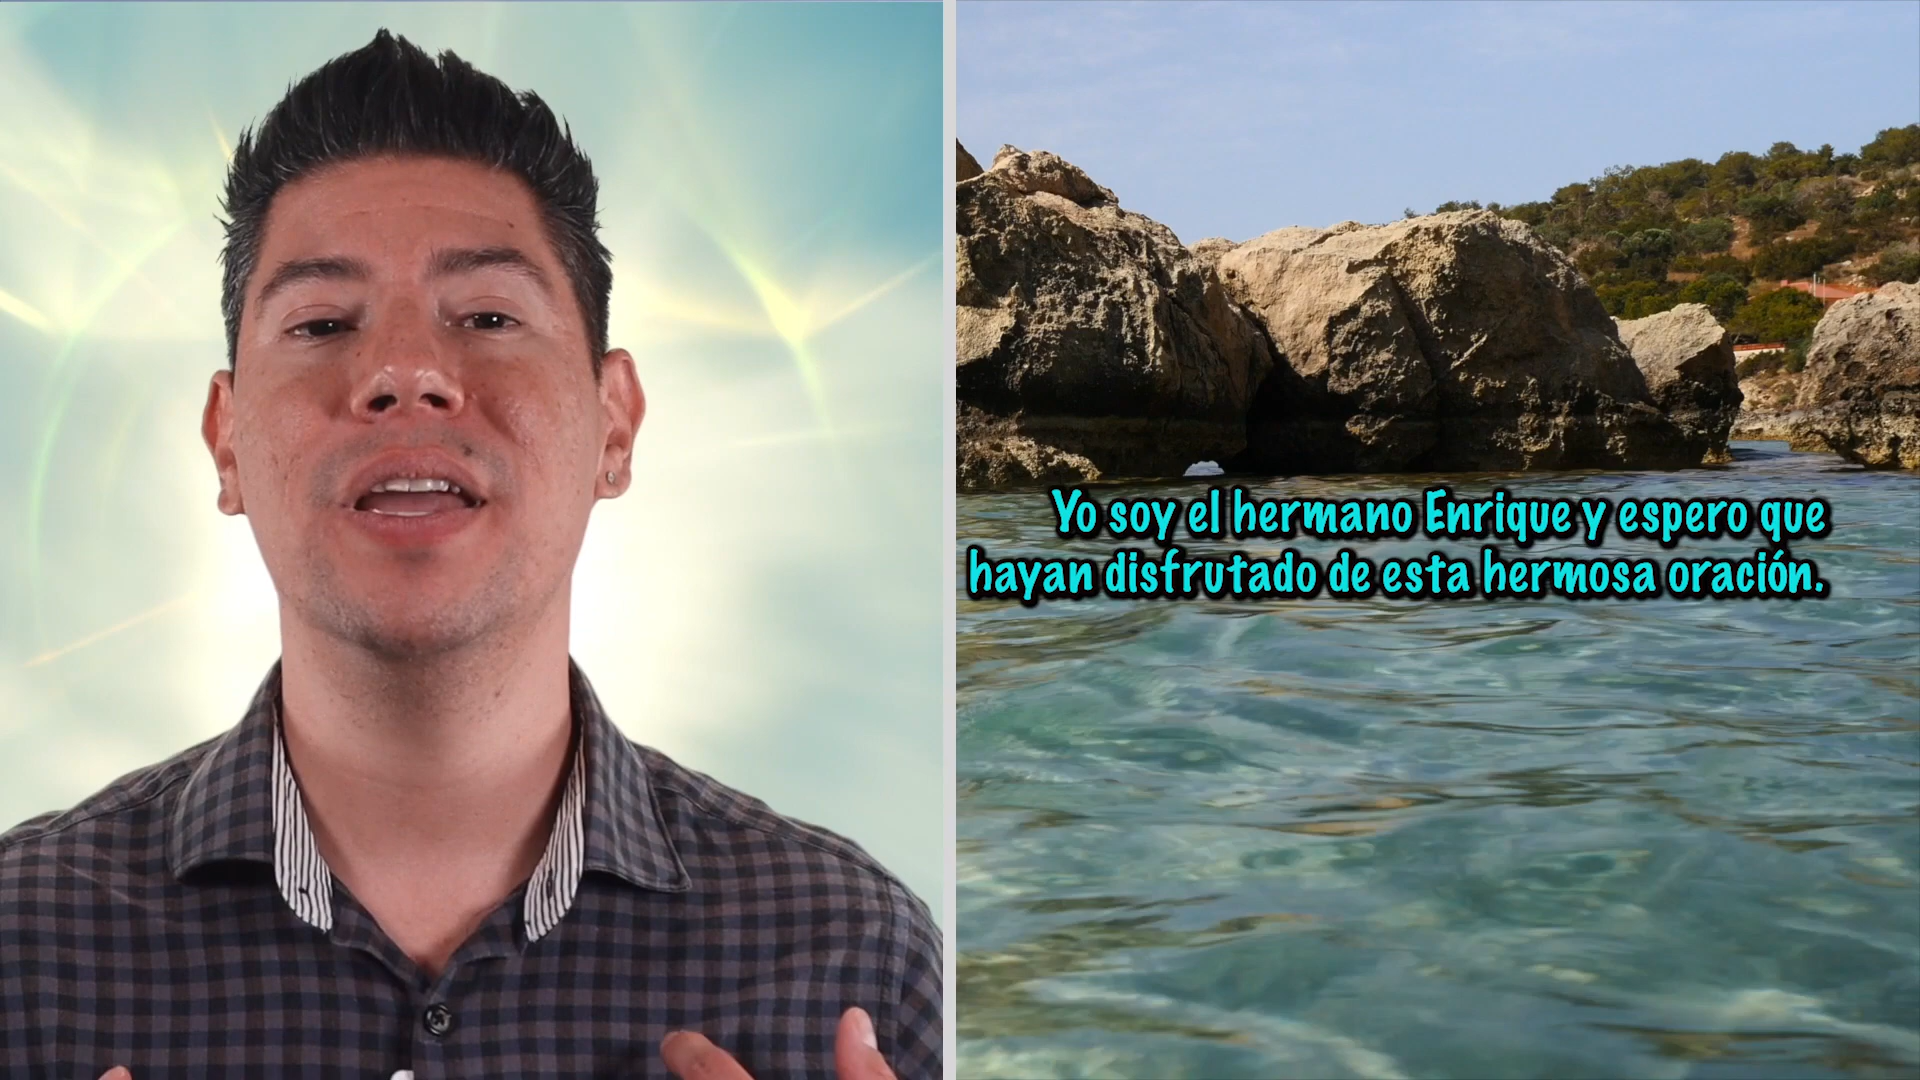 Yo soy el hermano Enrique y espero que
hayan disfrutado de esta hermosa oración.